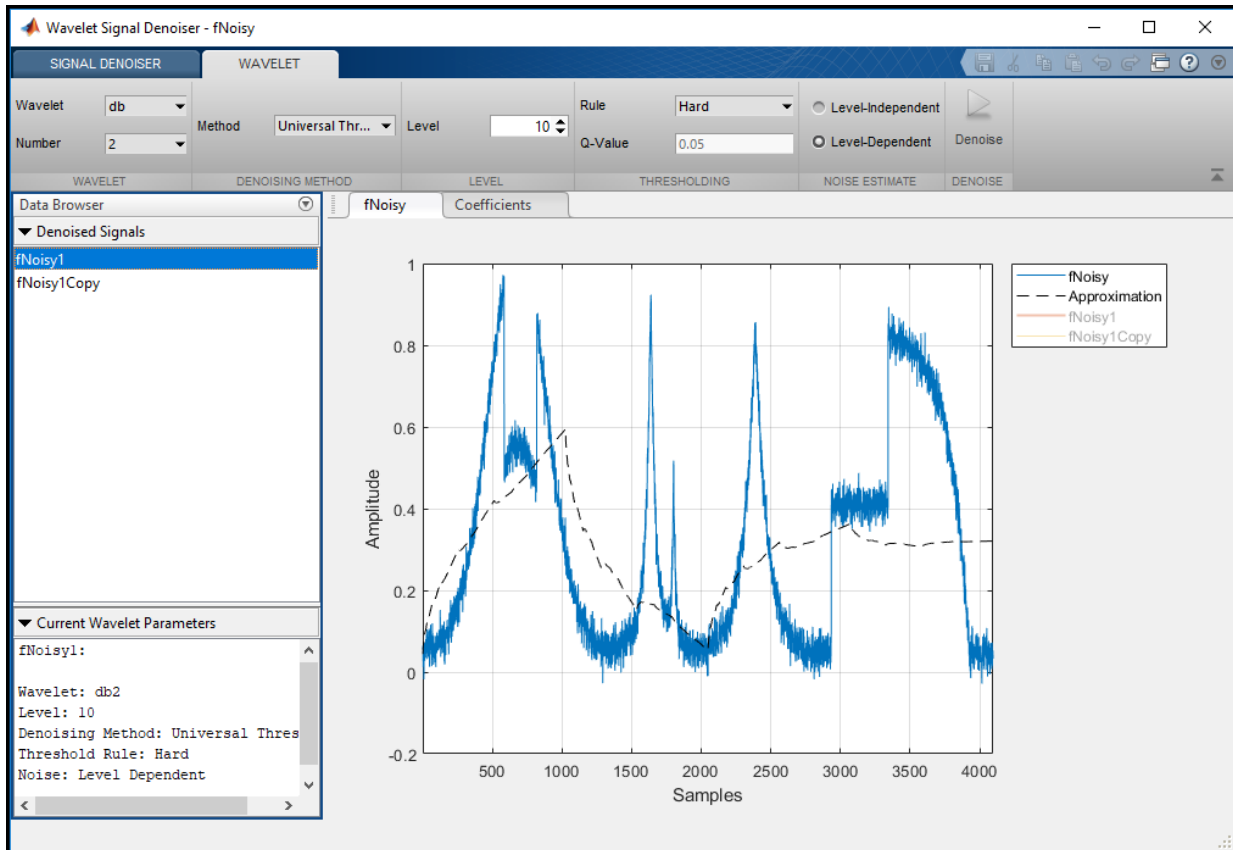 Wavelet Signal Denoiser - fNoisy
SIGNAL DENOISER WAVELET
Wavelet db
Number 2
WAVELET
Method Universal Thr...
DENOISING METHOD
Level 10
LEVEL
Rule Hard
Q-Value 0.05
THRESHOLDING
Level-Independent
Level-Dependent
NOISE ESTIMATE
Denoise
DENOISE
Data Browser
Denoised Signals
fNoisy1
fNoisy1Copy
Current Wavelet Parameters
fNoisy1:
Wavelet: db2
Level: 10
Denoising Method: Universal Thres
Threshold Rule: Hard
Noise: Level Dependent
fNoisy Coefficients
1
0.8
0.6
0.4
0.2
0
-0.2
Amplitude
500 1000 1500 2000 2500 3000 3500 4000
Samples
fNoisy
Approximation
fNoisy1
fNoisy1Copy